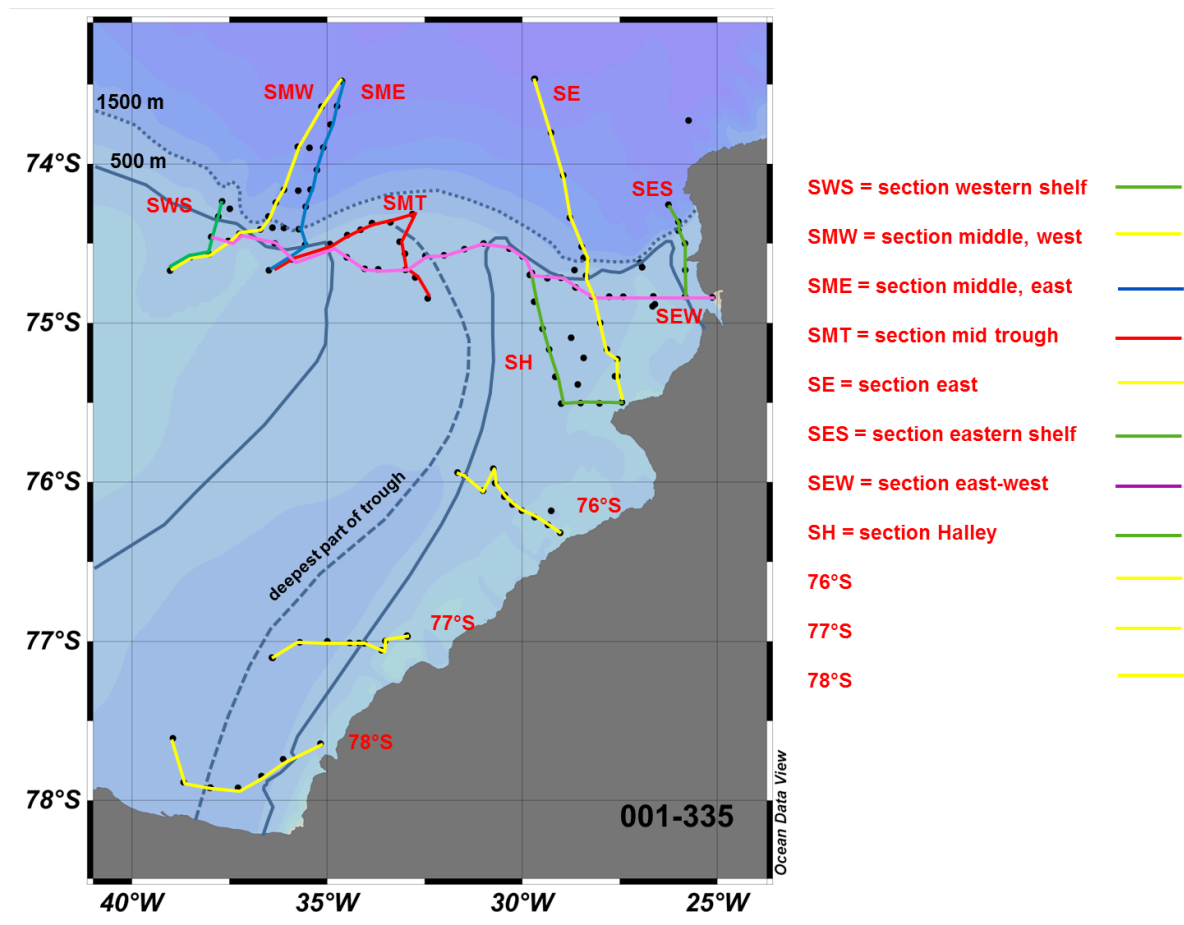 1500 m
SMW
SME
SE
500 m
74°S
SES
SWS
SMT
75°S
SEW
SH
76°S
76°S
deepest part of trough
77°S
77°S
78°S
78°S
001-335
Ocean Data View
40°W
35°W
30°W
25°W
SWS = section western shelf
SMW = section middle, west
SME = section middle, east
SMT = section mid trough
SE = section east
SES = section eastern shelf
SEW = section east-west
SH = section Halley
76°S
77°S
78°S